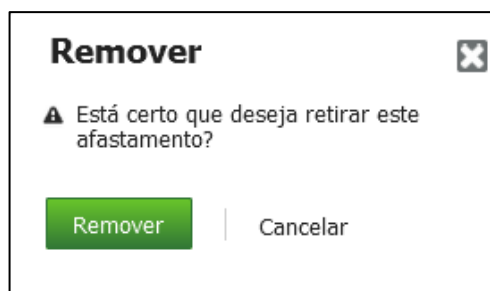 Remover
Está certo que deseja retirar este
afastamento?
Remover
Cancelar